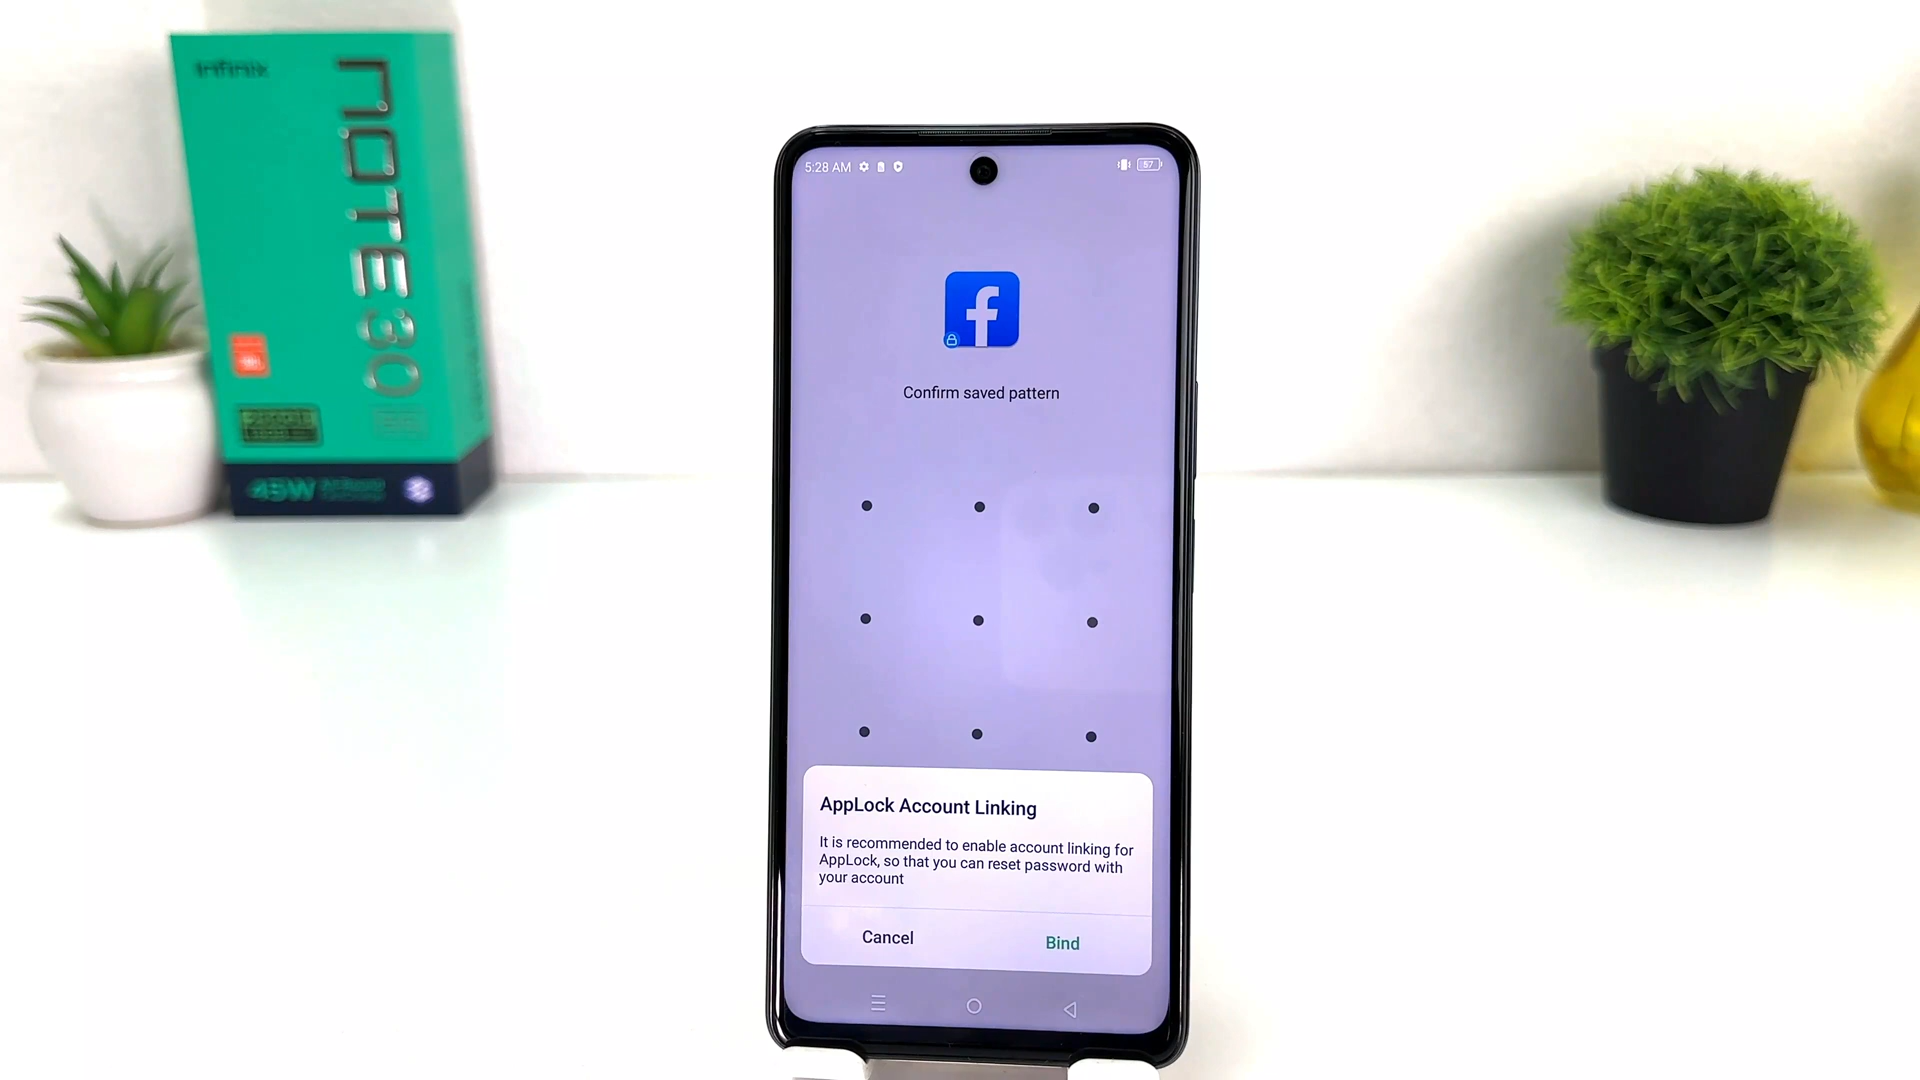 Infinix
NOTE 30
45W
5:28 AM
57
Confirm saved pattern
AppLock Account Linking
It is recommended to enable account linking for
AppLock, so that you can reset password with
your account
Cancel
Bind